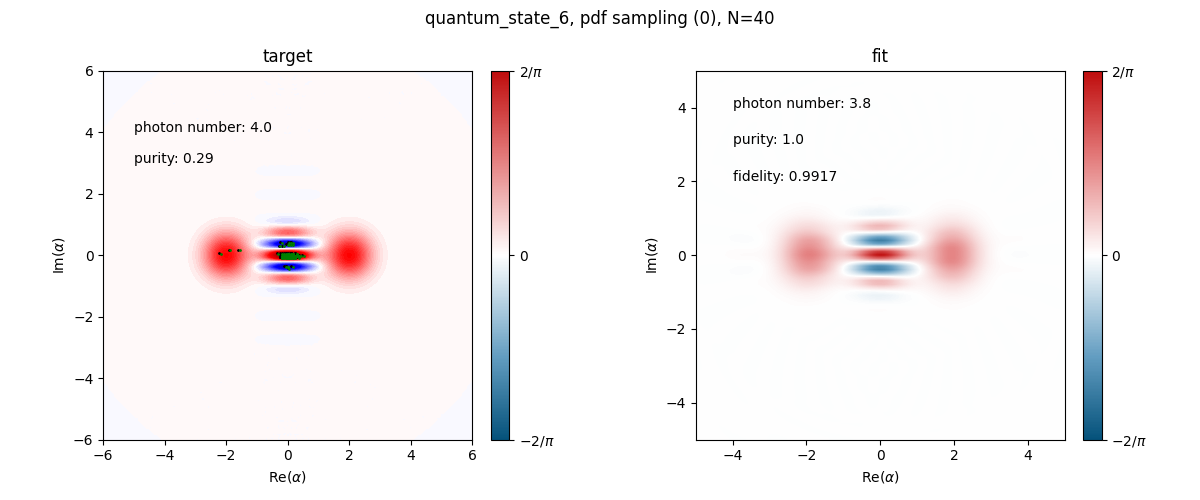 quantum_state_6, pdf sampling (0), N=40
target
6
4
2
0
−2
−4
−6
−6
−4
−2
0
2
4
6
Im(α)
Re(α)
photon number: 4.0
purity: 0.29
2/π
0
−2/π
fit
4
2
0
−2
−4
−4
−2
0
2
4
Im(α)
Re(α)
photon number: 3.8
purity: 1.0
fidelity: 0.9917
2/π
0
−2/π